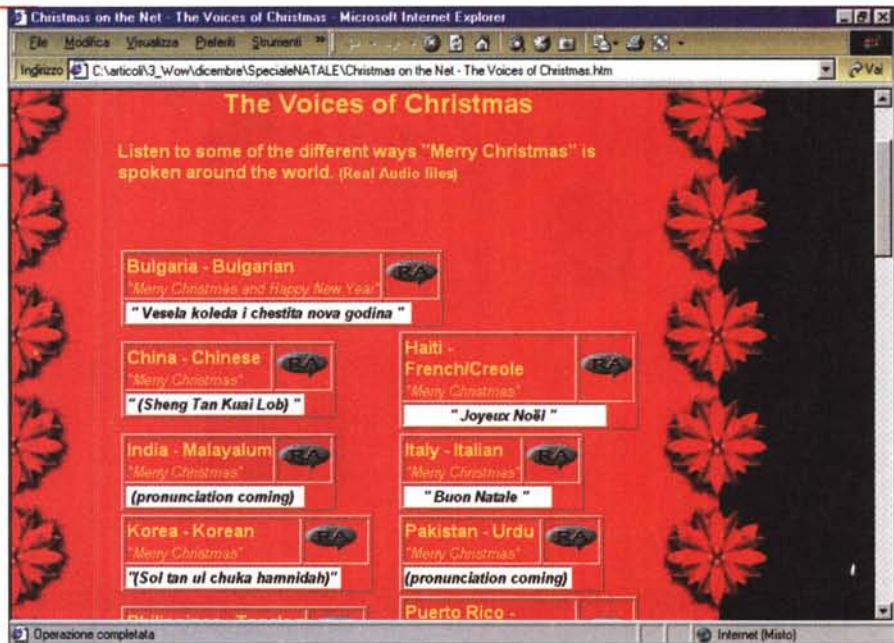 Christmas on the Net - The Voices of Christmas - Microsoft Internet Explorer
File Modifica Visualizza Preferiti Strumenti »
Indirizzo C:\articoli\3_Wow\dicembre\SpecialeNATALE\Christmas on the Net - The Voices of Christmas.htm Vai
The Voices of Christmas
Listen to some of the different ways "Merry Christmas" is
spoken around the world. (Real Audio files)
Bulgaria - Bulgarian RA
"Merry Christmas and Happy New Year"
" Vesela koleda i chestita nova godina "
China - Chinese RA
"Merry Christmas"
" (Sheng Tan Kuai Lob) "
Haiti -
French/Creole RA
"Merry Christmas"
" Joyeux Noël "
India - Malayalum RA
"Merry Christmas"
(pronunciation coming)
Italy - Italian RA
"Merry Christmas"
" Buon Natale "
Korea - Korean RA
"Merry Christmas"
"(Sol tan ul chuka hamnidah)"
Pakistan - Urdu RA
"Merry Christmas"
(pronunciation coming)
Puerto Rico -
Operazione completata Internet (Misto)